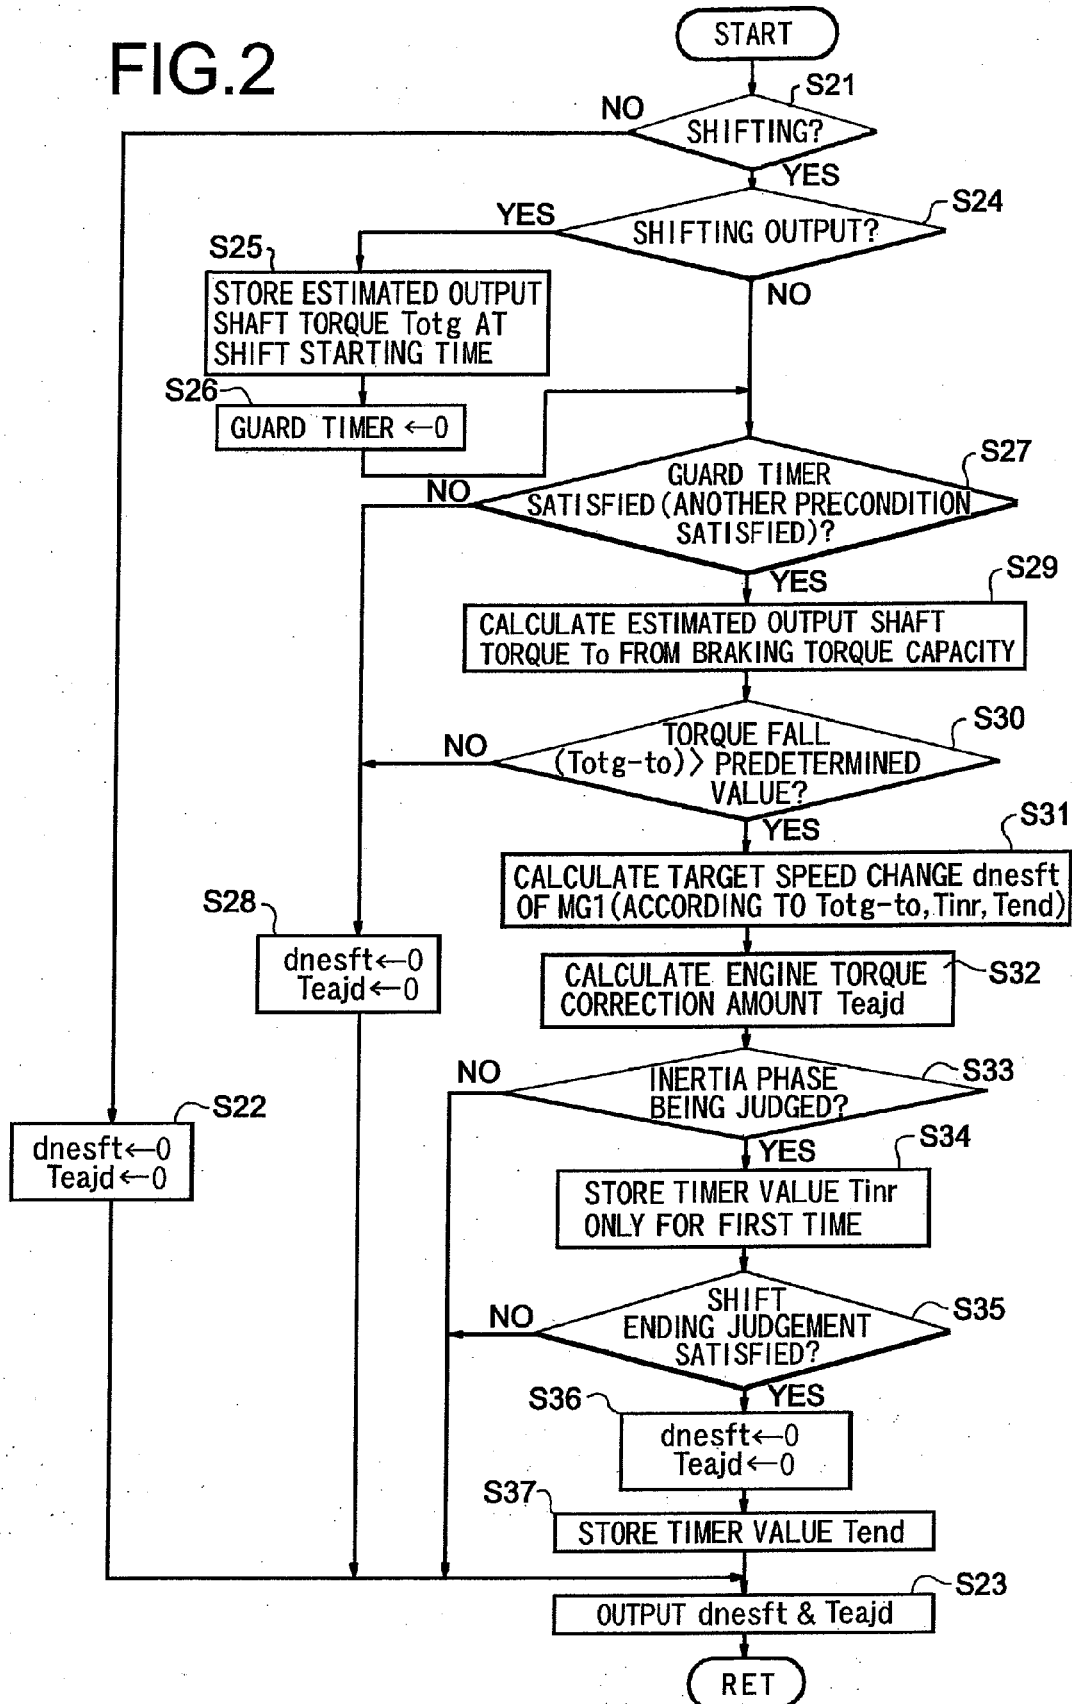 FIG.2
START
S21
NO
SHIFTING?
YES
S24
YES
SHIFTING OUTPUT?
NO
S25
STORE ESTIMATED OUTPUT
SHAFT TORQUE Totg AT
SHIFT STARTING TIME
S26
GUARD TIMER ←0
S27
NO
GUARD TIMER
SATISFIED (ANOTHER PRECONDITION
SATISFIED)?
YES
S29
CALCULATE ESTIMATED OUTPUT SHAFT
TORQUE To FROM BRAKING TORQUE CAPACITY
S30
NO
TORQUE FALL
(Totg-to)> PREDETERMINED
VALUE?
YES
S31
CALCULATE TARGET SPEED CHANGE dnesft
OF MG1(ACCORDING TO Totg-to, Tinr, Tend)
S28
dnesft←0
Teajd←0
S32
CALCULATE ENGINE TORQUE
CORRECTION AMOUNT Teajd
S33
NO
INERTIA PHASE
BEING JUDGED?
YES
S22
dnesft←0
Teajd←0
S34
STORE TIMER VALUE Tinr
ONLY FOR FIRST TIME
S35
NO
SHIFT
ENDING JUDGEMENT
SATISFIED?
YES
S36
dnesft←0
Teajd←0
S37
STORE TIMER VALUE Tend
S23
OUTPUT dnesft & Teajd
RET